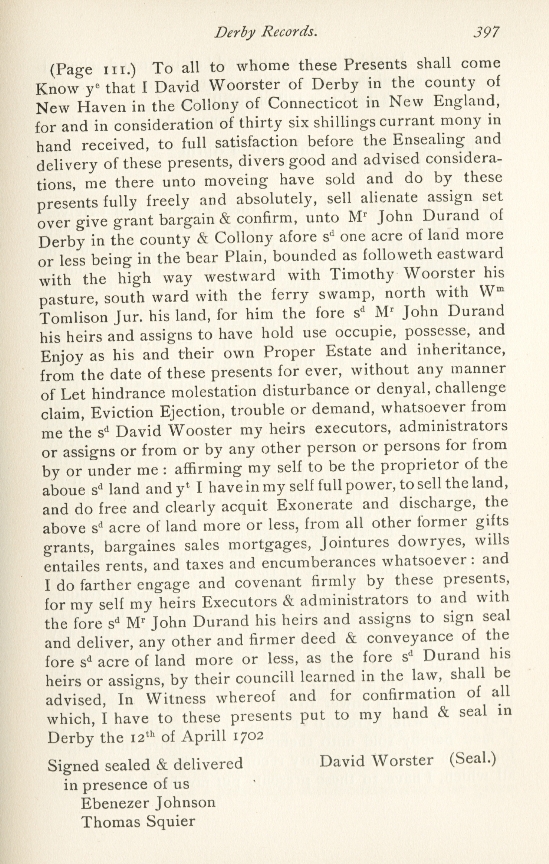 Derby Records. 397
(Page 111.) To all to whome these Presents shall come
Know yᵉ that I David Woorster of Derby in the county of
New Haven in the Collony of Connecticot in New England,
for and in consideration of thirty six shillings currant mony in
hand received, to full satisfaction before the Ensealing and
delivery of these presents, divers good and advised considera-
tions, me there unto moveing have sold and do by these
presents fully freely and absolutely, sell alienate assign set
over give grant bargain & confirm, unto Mʳ John Durand of
Derby in the county & Collony afore sᵈ one acre of land more
or less being in the bear Plain, bounded as followeth eastward
with the high way westward with Timothy Woorster his
pasture, south ward with the ferry swamp, north with Wᵐ
Tomlison Jur. his land, for him the fore sᵈ Mʳ John Durand
his heirs and assigns to have hold use occupie, possesse, and
Enjoy as his and their own Proper Estate and inheritance,
from the date of these presents for ever, without any manner
of Let hindrance molestation disturbance or denyal, challenge
claim, Eviction Ejection, trouble or demand, whatsoever from
me the sᵈ David Wooster my heirs executors, administrators
or assigns or from or by any other person or persons for from
by or under me : affirming my self to be the proprietor of the
aboue sᵈ land and yᵗ I have in my self full power, to sell the land,
and do free and clearly acquit Exonerate and discharge, the
above sᵈ acre of land more or less, from all other former gifts
grants, bargaines sales mortgages, Jointures dowryes, wills
entailes rents, and taxes and encumberances whatsoever : and
I do farther engage and covenant firmly by these presents,
for my self my heirs Executors & administrators to and with
the fore sᵈ Mʳ John Durand his heirs and assigns to sign seal
and deliver, any other and firmer deed & conveyance of the
fore sᵈ acre of land more or less, as the fore sᵈ Durand his
heirs or assigns, by their councill learned in the law, shall be
advised, In Witness whereof and for confirmation of all
which, I have to these presents put to my hand & seal in
Derby the 12ᵗʰ of Aprill 1702
Signed sealed & delivered David Worster (Seal.)
in presence of us
Ebenezer Johnson
Thomas Squier